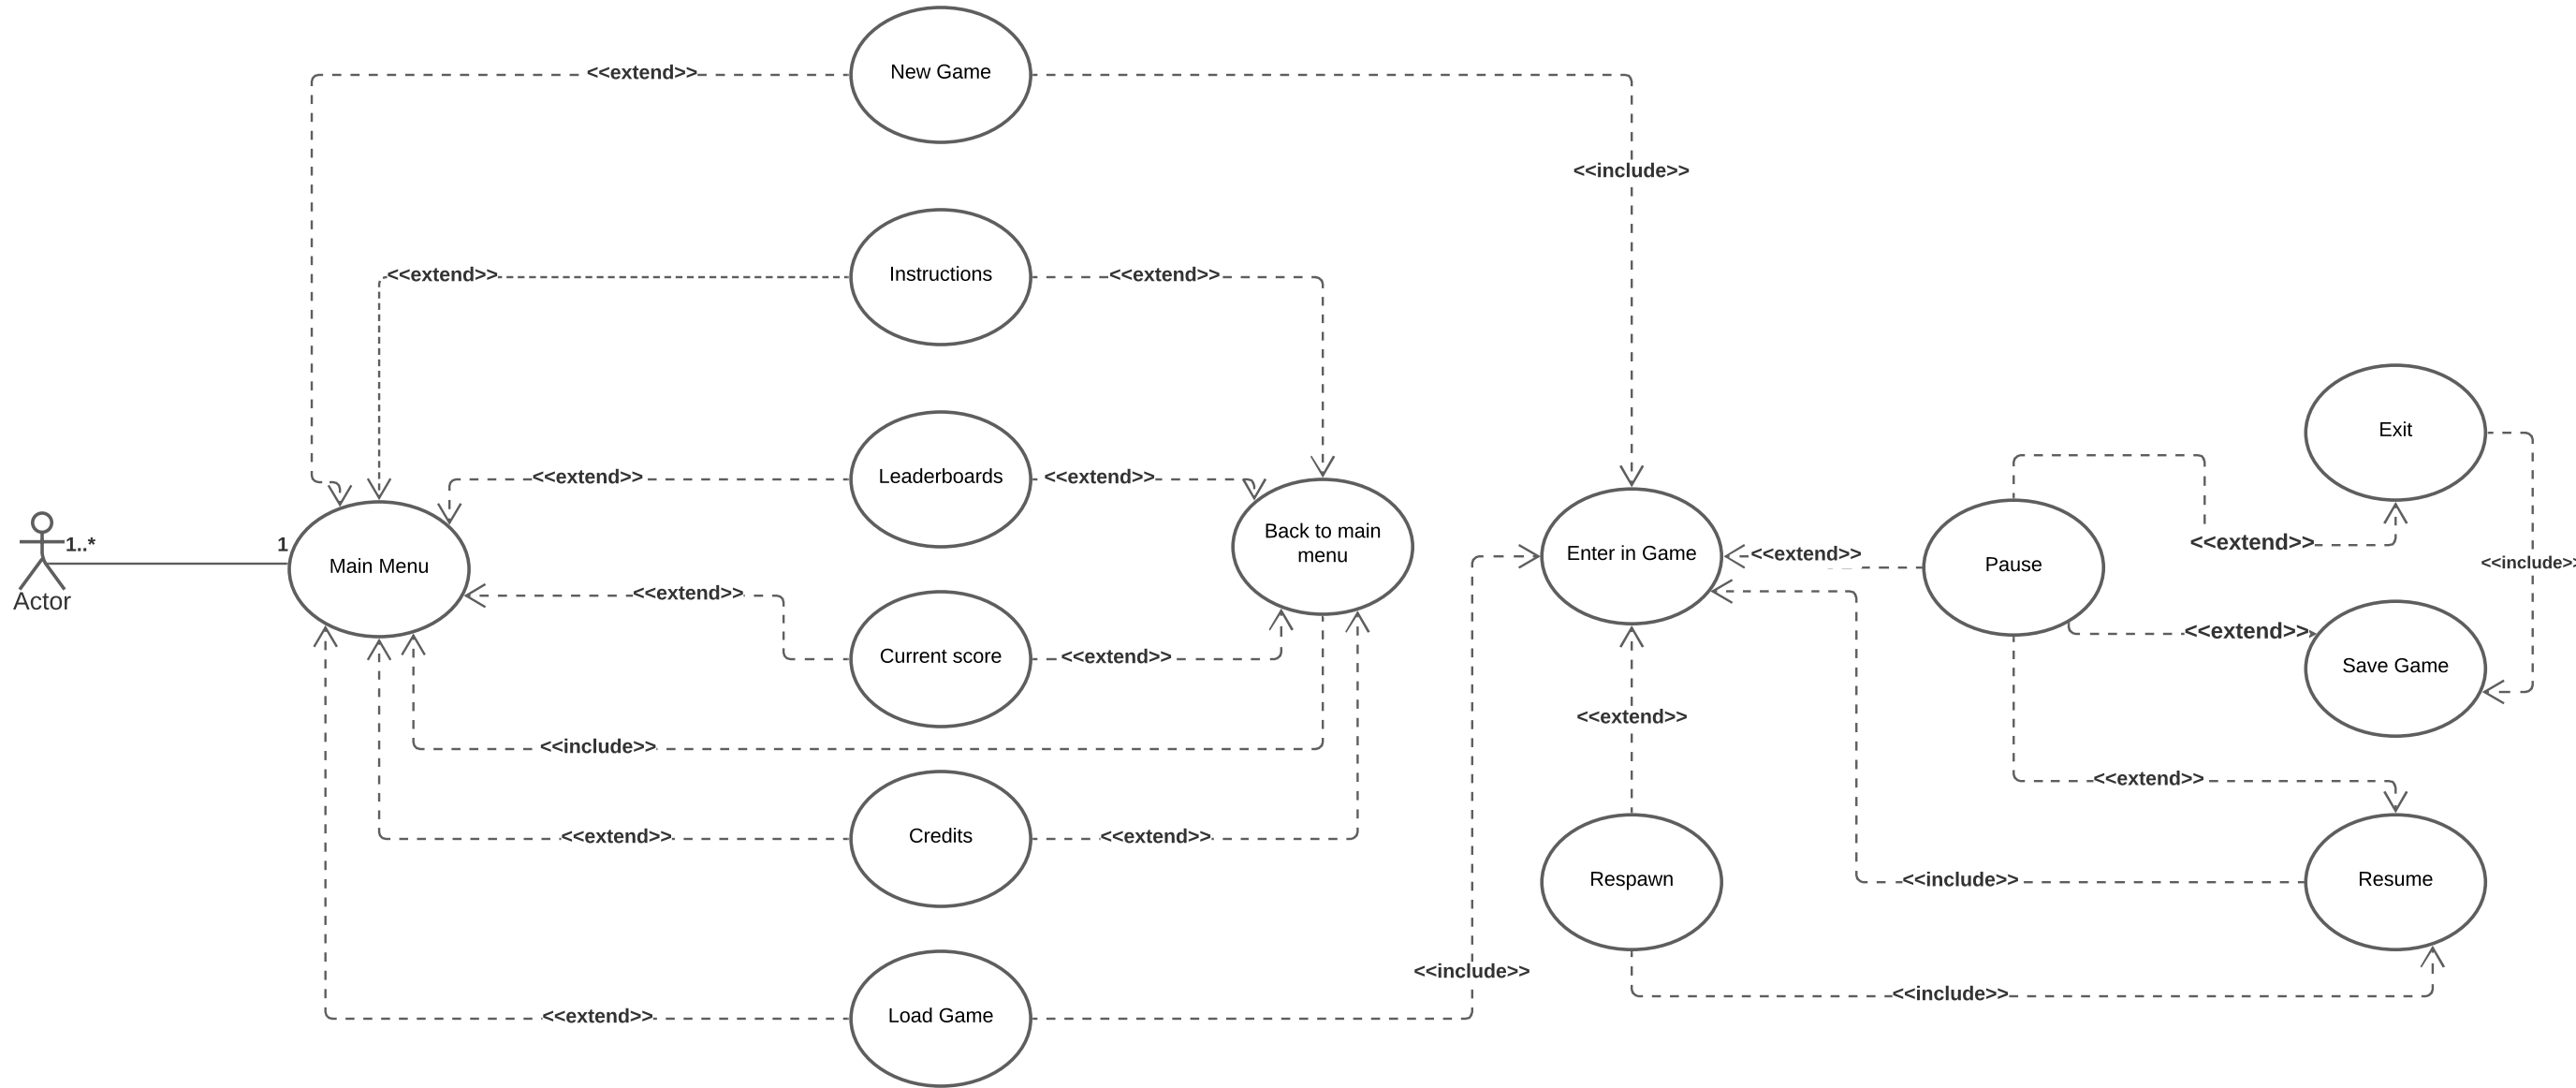 New Game
<<extend>>
<<include>>
Instructions
<<extend>>
<<extend>>
Exit
Leaderboards
<<extend>>
<<extend>>
Back to main
menu
1..*
1
Actor
Main Menu
Enter in Game
<<extend>>
Pause
<<extend>>
<<include>>
<<extend>>
Current score
<<extend>>
<<extend>>
<<extend>>
Save Game
<<include>>
<<extend>>
Credits
<<extend>>
<<extend>>
Respawn
<<include>>
Resume
<<include>>
<<include>>
Load Game
<<extend>>